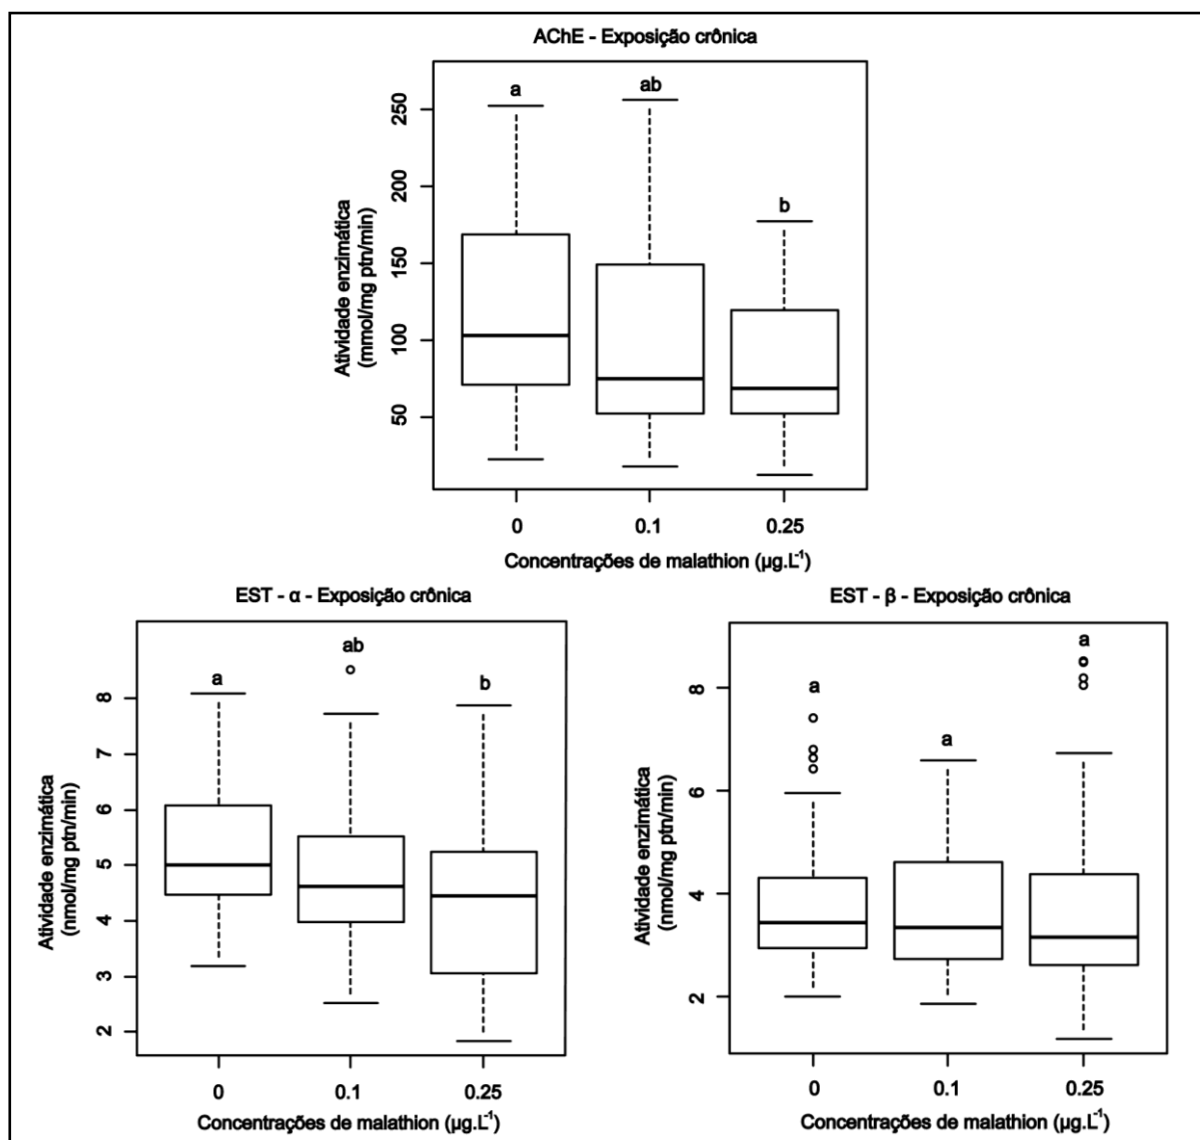 AChE - Exposição crônica
a
ab
b
250
200
150
100
50
Atividade enzimática
(mmol/mg ptn/min)
0
0.1
0.25
Concentrações de malathion (µg.L⁻¹)
EST - α - Exposição crônica
a
ab
b
8
7
6
5
4
3
2
Atividade enzimática
(nmol/mg ptn/min)
0
0.1
0.25
Concentrações de malathion (µg.L⁻¹)
EST - β - Exposição crônica
a
a
a
8
6
4
2
Atividade enzimática
(nmol/mg ptn/min)
0
0.1
0.25
Concentrações de malathion (µg.L⁻¹)